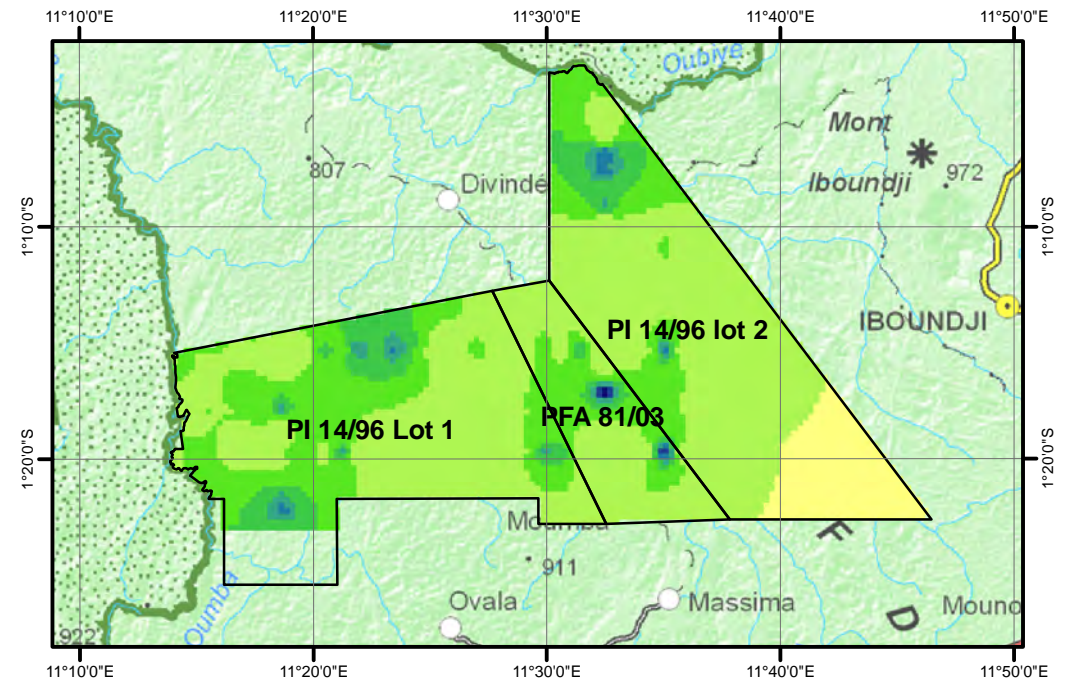 11°10'0"E 11°20'0"E 11°30'0"E 11°40'0"E 11°50'0"E
Oubiye
Mont
Iboundji
972
807
Divindé
1°10'0"S 1°10'0"S
IBOUNDJI
PI 14/96 lot 2
PFA 81/03
PI 14/96 Lot 1
1°20'0"S 1°20'0"S
Moumba
F
911
Ovala
Massima
D
Mouno
Oumba
922
11°10'0"E 11°20'0"E 11°30'0"E 11°40'0"E 11°50'0"E